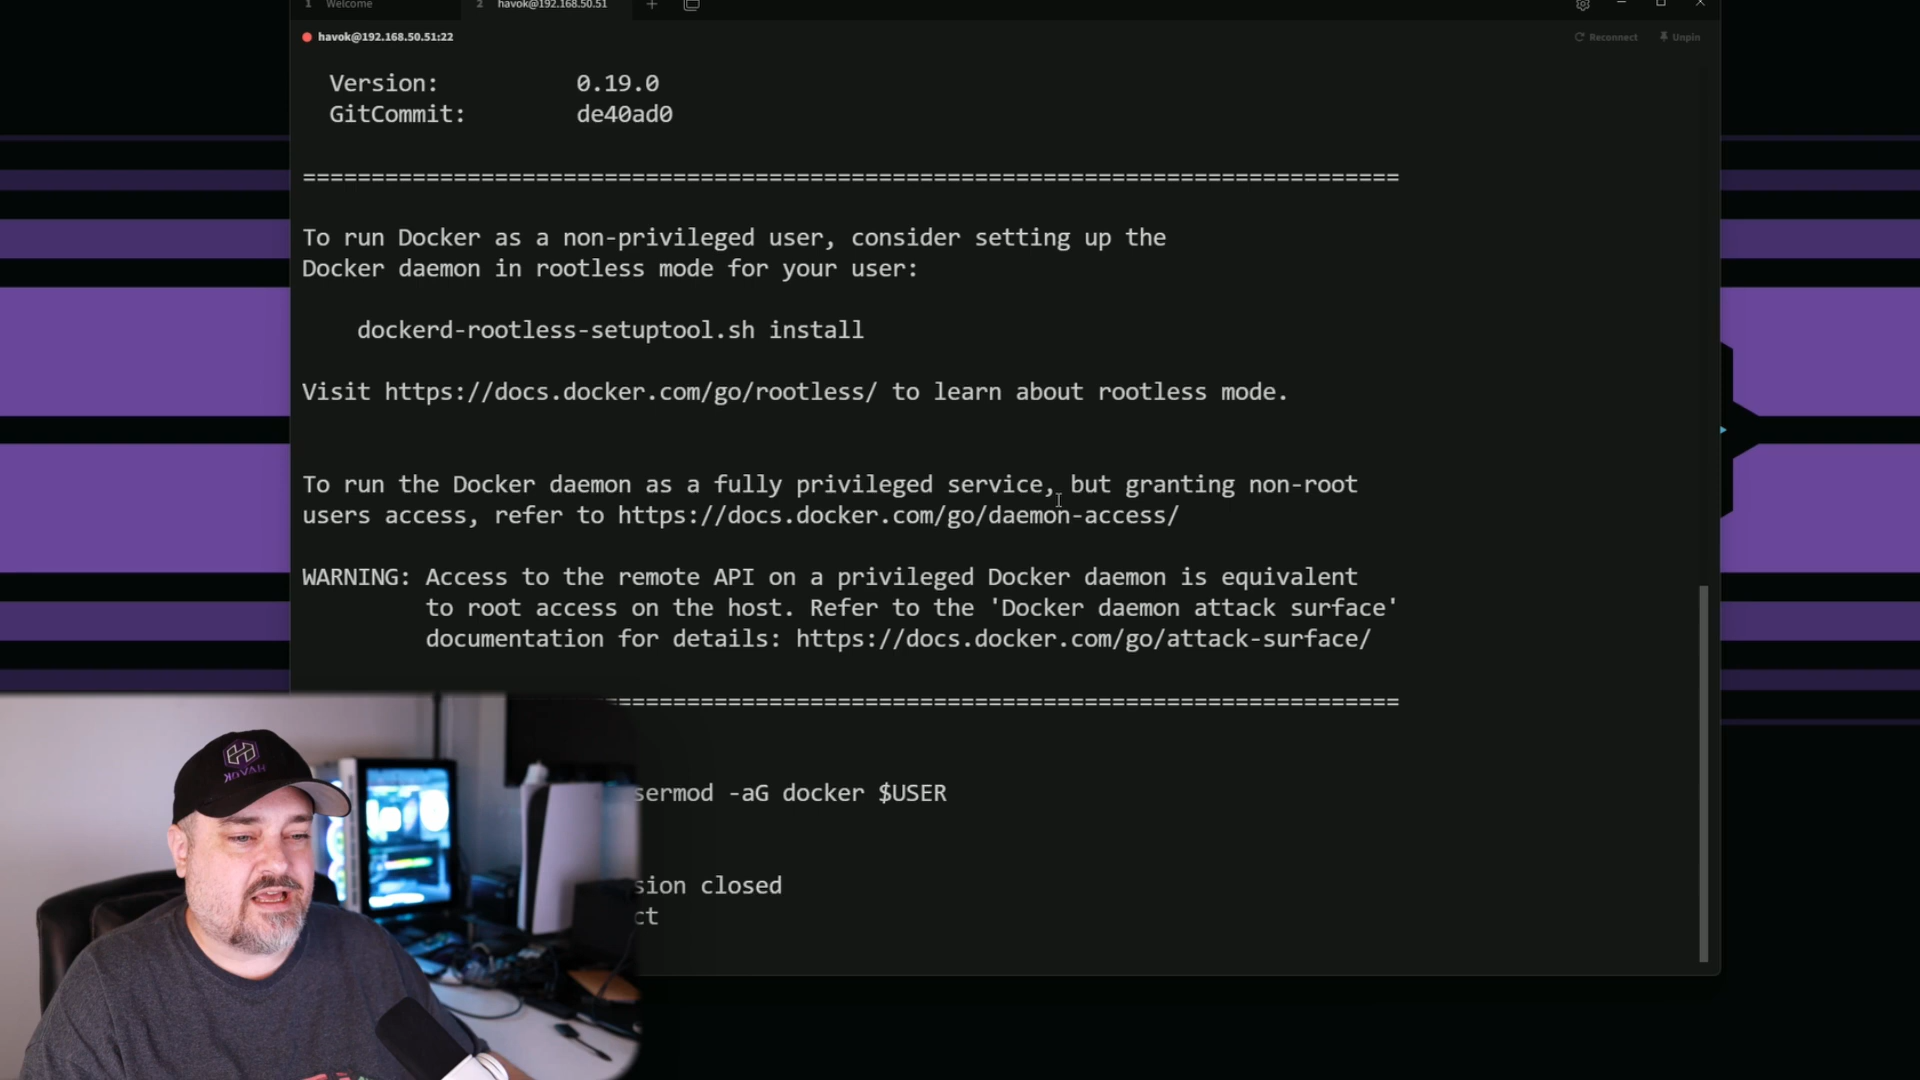 1 Welcome
2 havok@192.168.50.51
havok@192.168.50.51:22
Reconnect
Unpin
Version: 0.19.0
GitCommit: de40ad0
================================================================================
To run Docker as a non-privileged user, consider setting up the
Docker daemon in rootless mode for your user:
dockerd-rootless-setuptool.sh install
Visit https://docs.docker.com/go/rootless/ to learn about rootless mode.
To run the Docker daemon as a fully privileged service, but granting non-root
users access, refer to https://docs.docker.com/go/daemon-access/
WARNING: Access to the remote API on a privileged Docker daemon is equivalent
to root access on the host. Refer to the 'Docker daemon attack surface'
documentation for details: https://docs.docker.com/go/attack-surface/
=========================================================
sermod -aG docker $USER
sion closed
ct
HAVOK